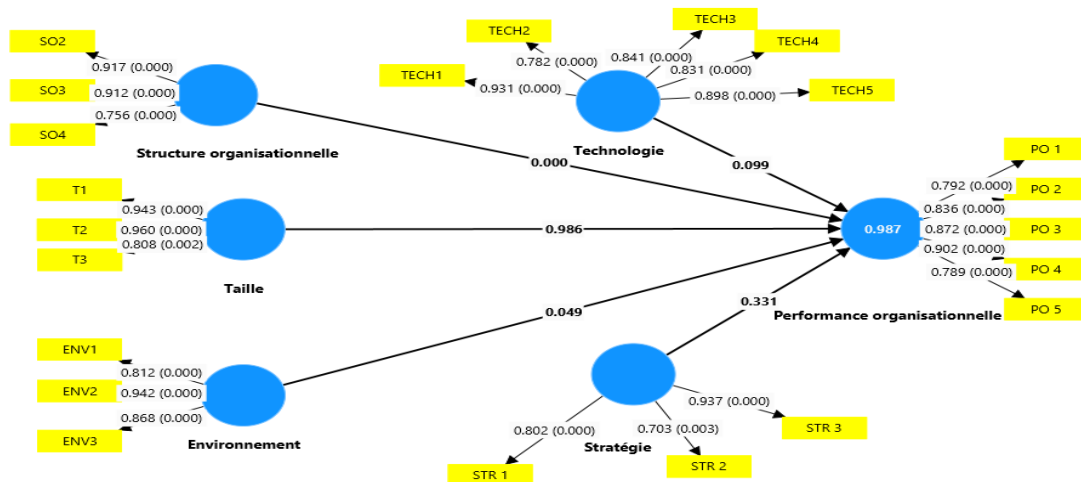 SO2
0.917 (0.000)
SO3
0.912 (0.000)
0.756 (0.000)
SO4
Structure organisationnelle
TECH1
TECH2
TECH3
TECH4
TECH5
0.931 (0.000)
0.782 (0.000)
0.841 (0.000)
0.831 (0.000)
0.898 (0.000)
Technologie
0.000
0.099
T1
0.943 (0.000)
T2
0.960 (0.000)
0.808 (0.002)
T3
Taille
0.986
0.987
PO 1
0.792 (0.000)
PO 2
0.836 (0.000)
PO 3
0.872 (0.000)
0.902 (0.000)
PO 4
0.789 (0.000)
PO 5
Performance organisationnelle
0.049
0.331
ENV1
0.812 (0.000)
ENV2
0.942 (0.000)
0.868 (0.000)
ENV3
Environnement
0.937 (0.000)
0.802 (0.000)
0.703 (0.003)
STR 3
Stratégie
STR 2
STR 1